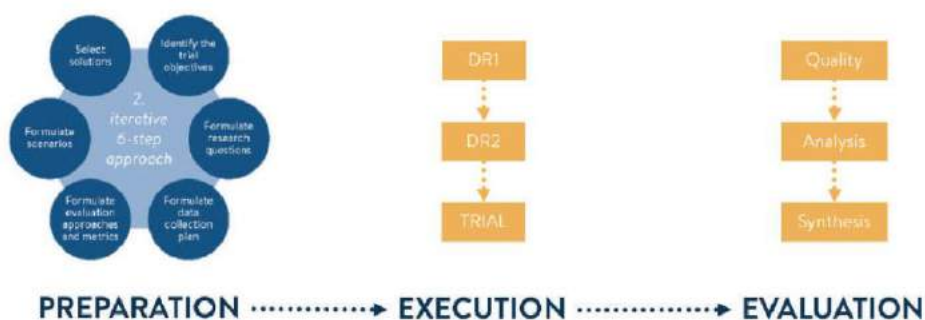 Select
solutions
Identify the
trial
objectives
Formulate
research
questions
Formulate
data
collection
plan
Formulate
evaluation
approaches
and metrics
Formulate
scenarios
2.
iterative
6-step
approach
DR1
DR2
TRIAL
Quality
Analysis
Synthesis
PREPARATION
EXECUTION
EVALUATION